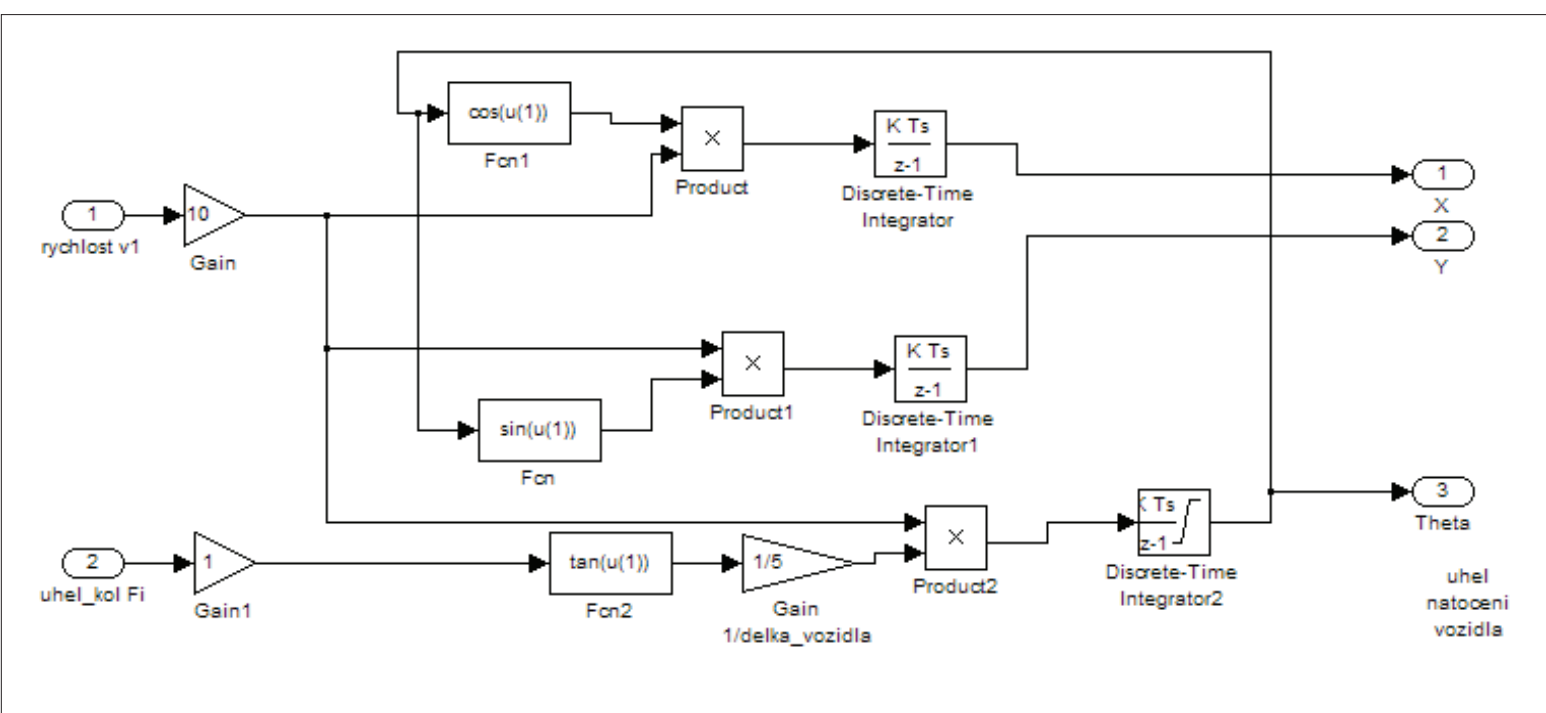 cos(u(1))
Fcn1
×
Product
K Ts
z-1
Discrete-Time
Integrator
1
X
1
rychlost v1
10
Gain
2
Y
×
Product1
K Ts
z-1
Discrete-Time
Integrator1
sin(u(1))
Fcn
2
uhel_kol Fi
1
Gain1
tan(u(1))
Fcn2
1/5
Gain
1/delka_vozidla
×
Product2
K Ts
z-1
Discrete-Time
Integrator2
3
Theta
uhel
natoceni
vozidla